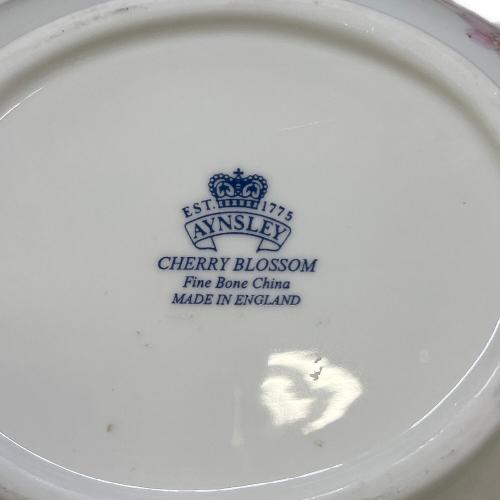 EST. 1775
AYNSLEY
CHERRY BLOSSOM
Fine Bone China
MADE IN ENGLAND